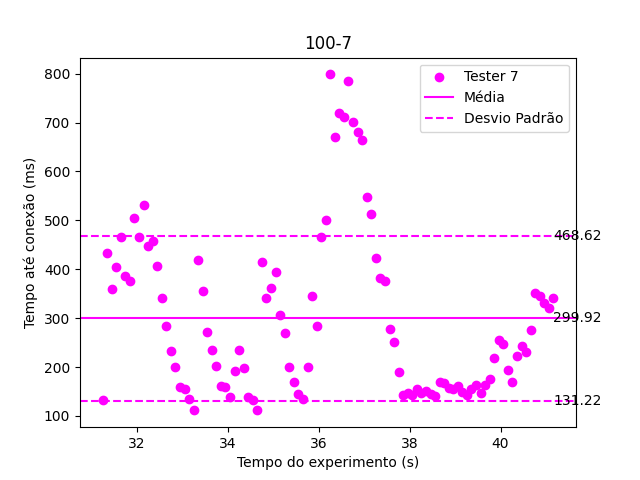 100-7
Tempo até conexão (ms)
800
700
600
500
400
300
200
100
Tester 7
Média
Desvio Padrão
468.62
299.92
131.22
32 34 36 38 40
Tempo do experimento (s)